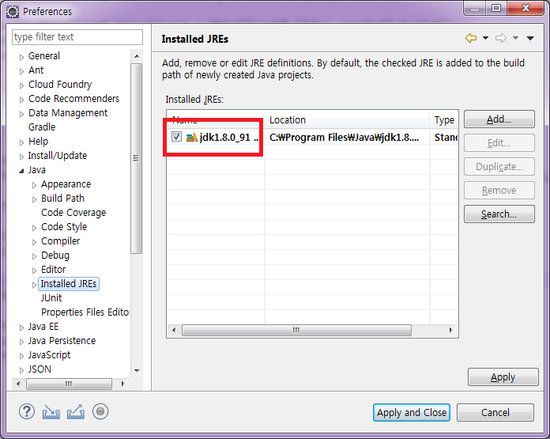 Preferences
type filter text
General
Ant
Cloud Foundry
Code Recommenders
Data Management
Gradle
Help
Install/Update
Java
Appearance
Build Path
Code Coverage
Code Style
Compiler
Debug
Editor
Installed JREs
JUnit
Properties Files Edito
Java EE
Java Persistence
JavaScript
JSON
Installed JREs
Add, remove or edit JRE definitions. By default, the checked JRE is added to the build
path of newly created Java projects.
Installed JREs:
Name Location Type
jdk1.8.0_91 ... C:₩Program Files₩Java₩jdk1.8.... Stand
Add...
Edit...
Duplicate...
Remove
Search...
Apply
Apply and Close Cancel